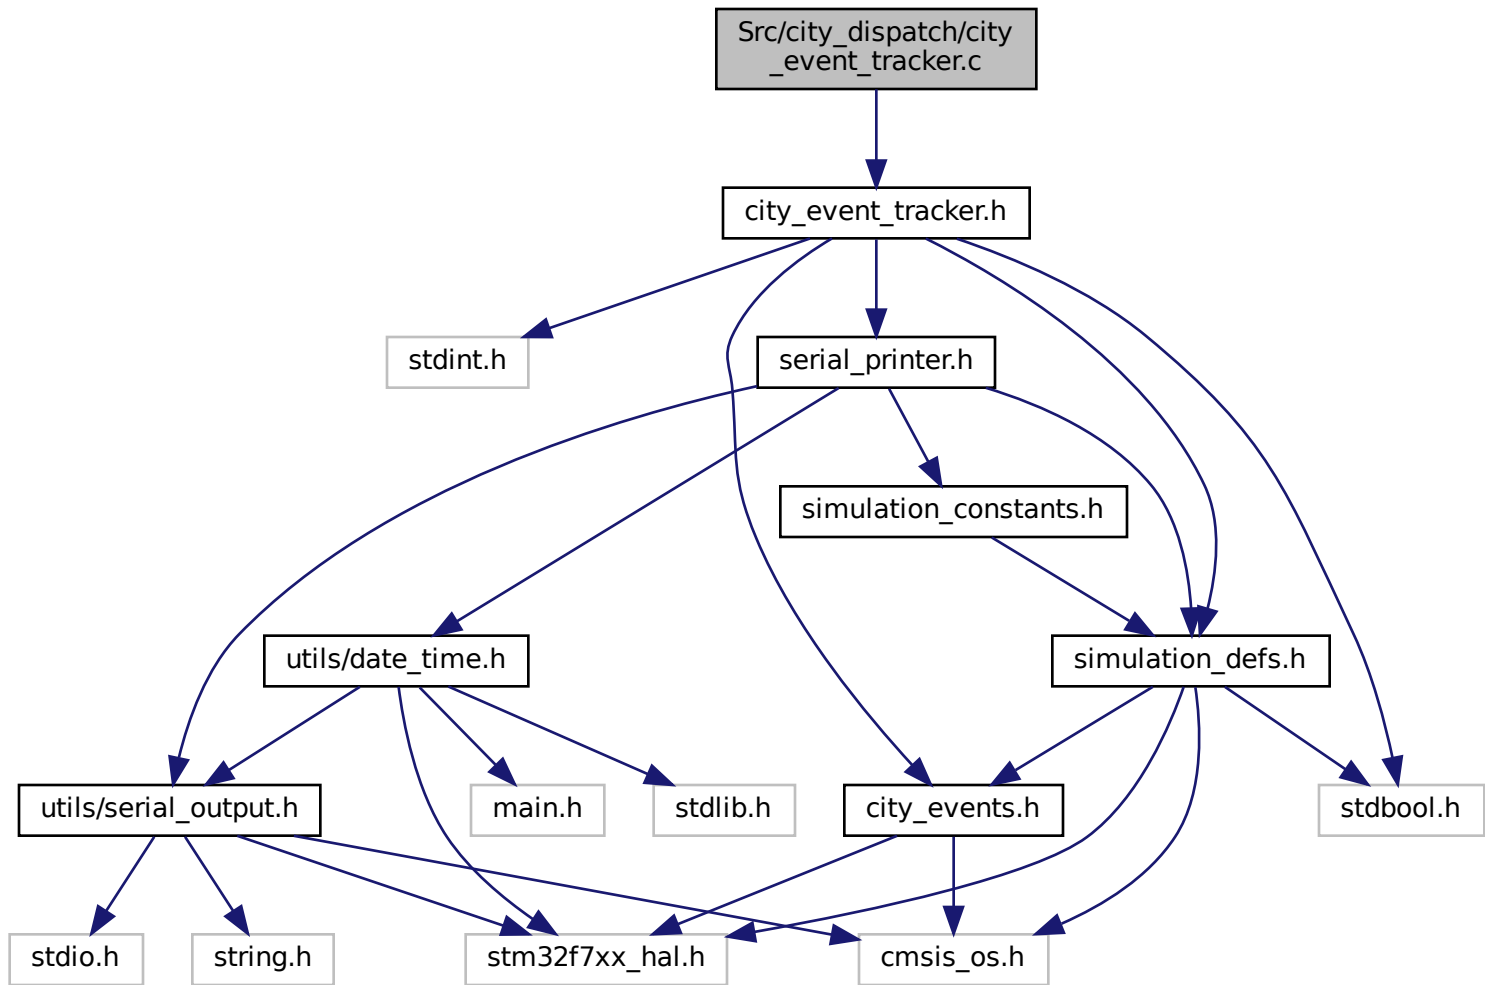 Src/city_dispatch/city
_event_tracker.c
city_event_tracker.h
stdint.h
serial_printer.h
simulation_constants.h
utils/date_time.h
simulation_defs.h
utils/serial_output.h
main.h
stdlib.h
city_events.h
stdbool.h
stdio.h
string.h
stm32f7xx_hal.h
cmsis_os.h